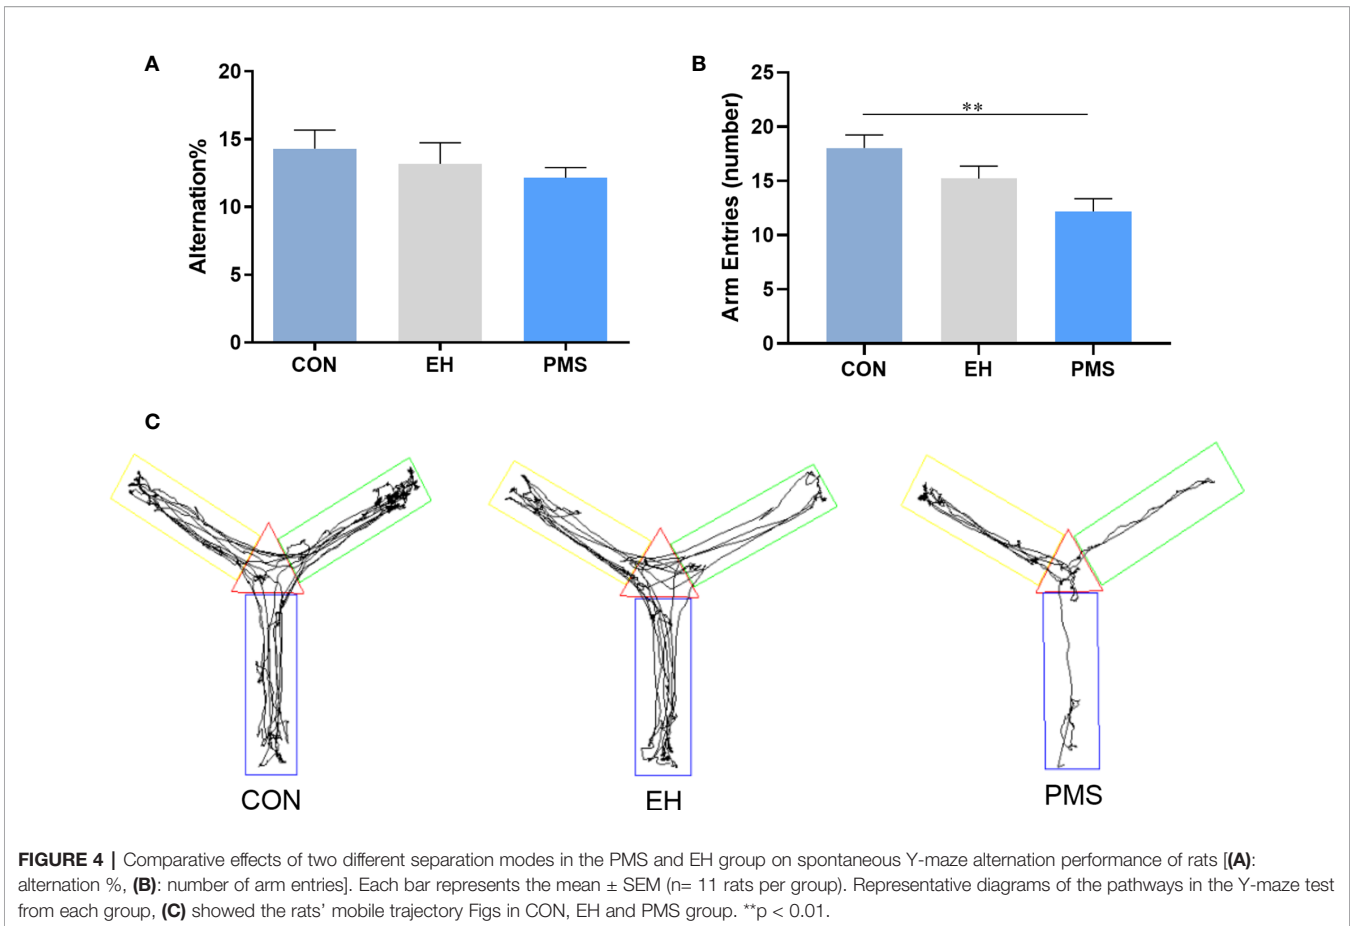 A
20
15
10
5
0
Alternation%
CON
EH
PMS
B
25
20
15
10
5
0
Arm Entries (number)
**
CON
EH
PMS
C
CON
EH
PMS
FIGURE 4 | Comparative effects of two different separation modes in the PMS and EH group on spontaneous Y-maze alternation performance of rats [(A):
alternation %, (B): number of arm entries]. Each bar represents the mean ± SEM (n= 11 rats per group). Representative diagrams of the pathways in the Y-maze test
from each group, (C) showed the rats’ mobile trajectory Figs in CON, EH and PMS group. **p < 0.01.